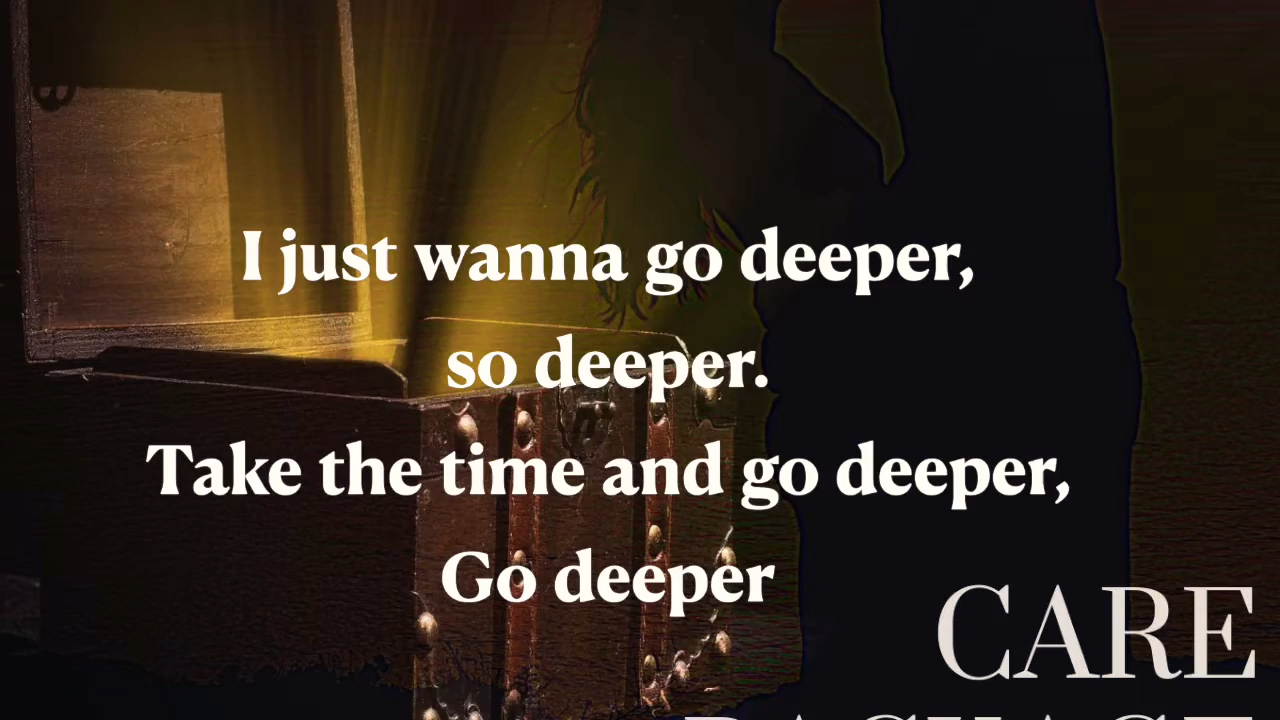 I just wanna go deeper,
so deeper.
Take the time and go deeper,
Go deeper
CARE